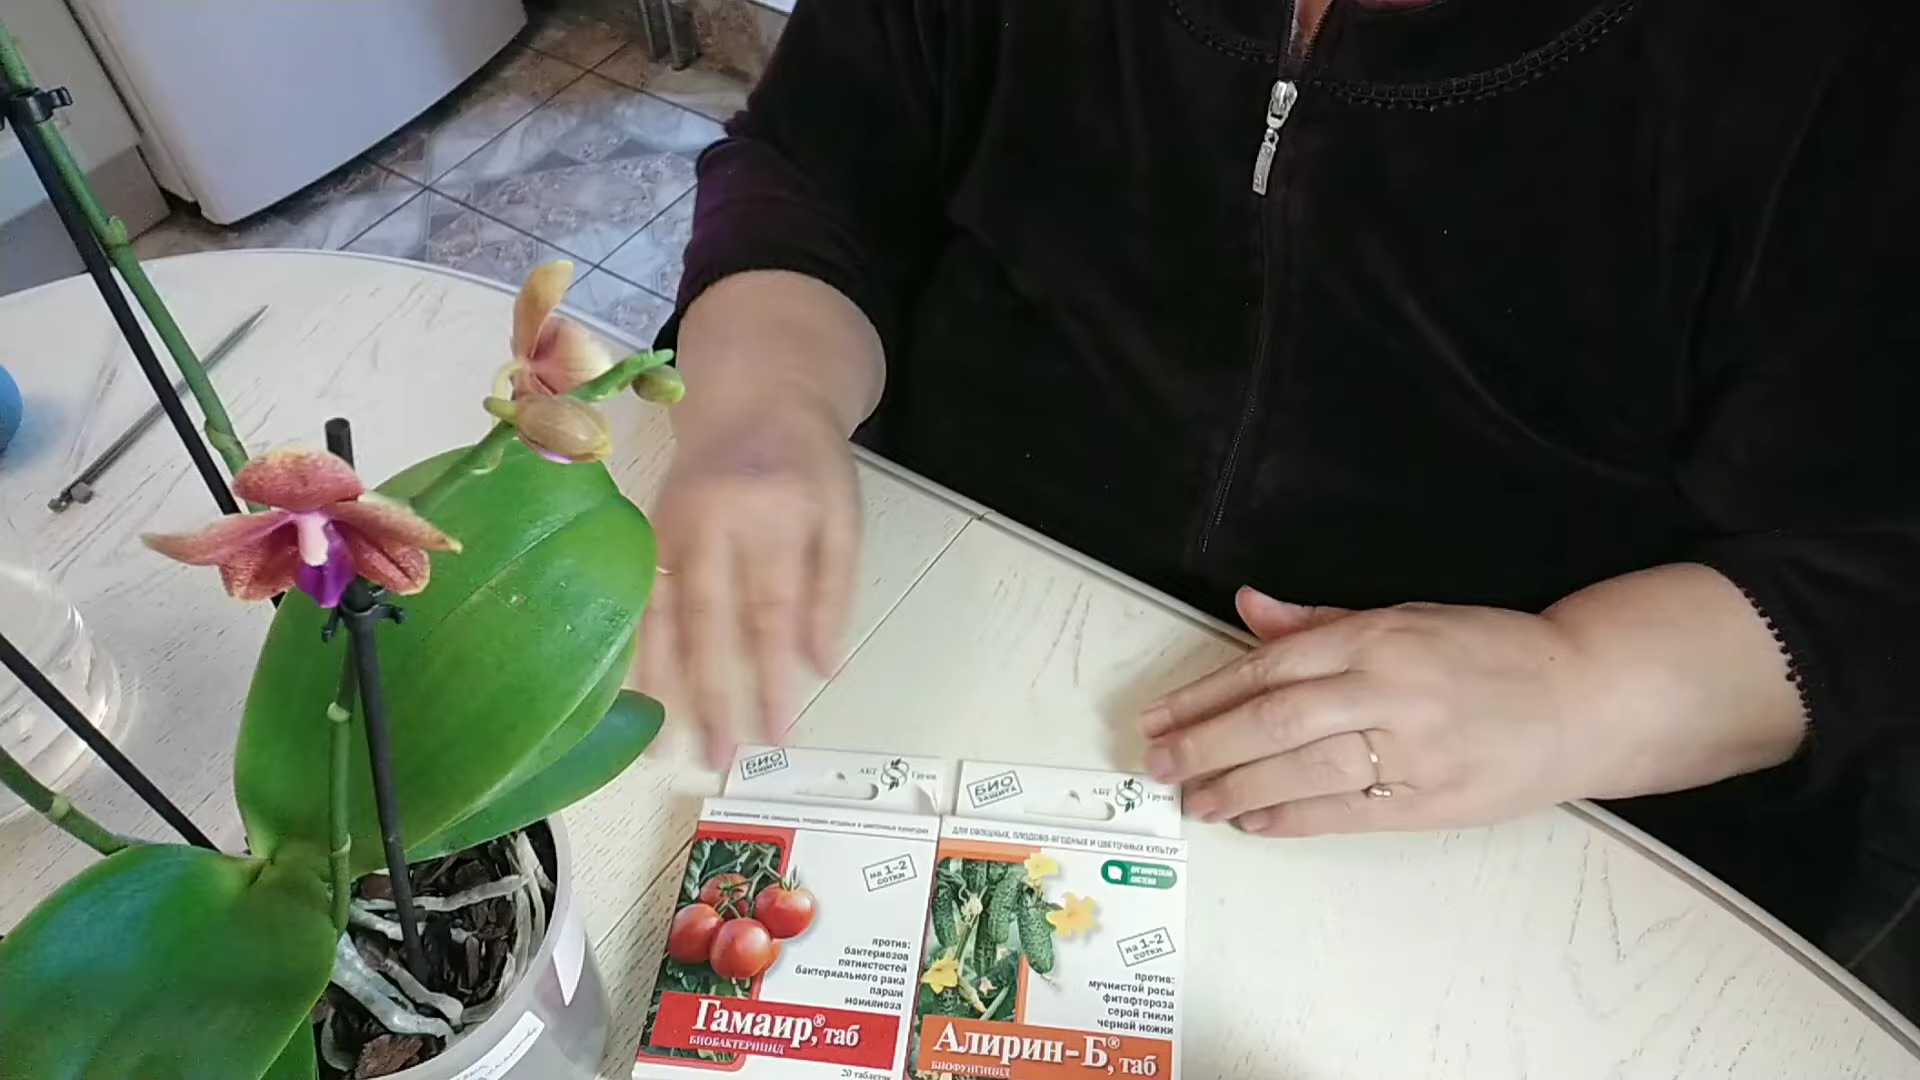 БИО
ЗАЩИТА
АБТ
Групп
Для применения на овощных, плодово-ягодных и цветочных культурах
на 1-2
сотки
против:
бактериозов
пятнистостей
бактериального рака
парши
монилиоза
Гамаир®, таб
БИОБАКТЕРИЦИД
20 таблеток
БИО
ЗАЩИТА
АБТ
Групп
ДЛЯ ОВОЩНЫХ, ПЛОДОВО-ЯГОДНЫХ И ЦВЕТОЧНЫХ КУЛЬТУР
на 1-2
сотки
против:
мучнистой росы
фитофтороза
серой гнили
черной ножки
Алирин-Б®, таб
БИОФУНГИЦИД